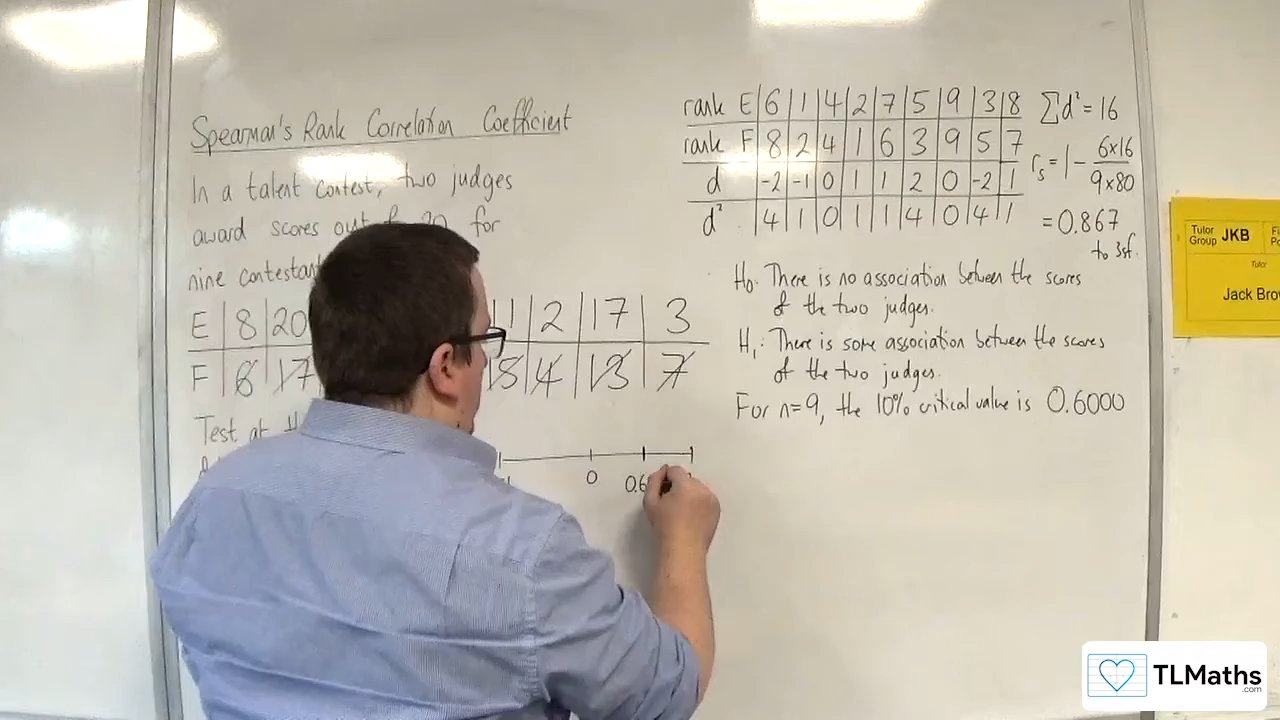 Spearman's Rank Correlation Coefficient
In a talent contest, two judges
award scores out for
nine
E 8 20 2 17 3
F 8 17 4 13 7
Test at
0 0.6
rank E 6 1 4 2 7 5 9 3 8
rank F 8 2 4 1 6 3 9 5 7
d -2 -1 0 1 1 2 0 -2 1
d² 4 1 0 1 1 4 0 4 1
∑d² = 16
rₛ = 1 - 6×16
9×80
= 0.867
to 3sf.
H₀: There is no association between the scores
of the two judges.
H₁: There is some association between the scores
of the two judges.
For n=9, the 10% critical value is 0.6000
Tutor
Group JKB
Tutor
Jack
TLMaths
.com